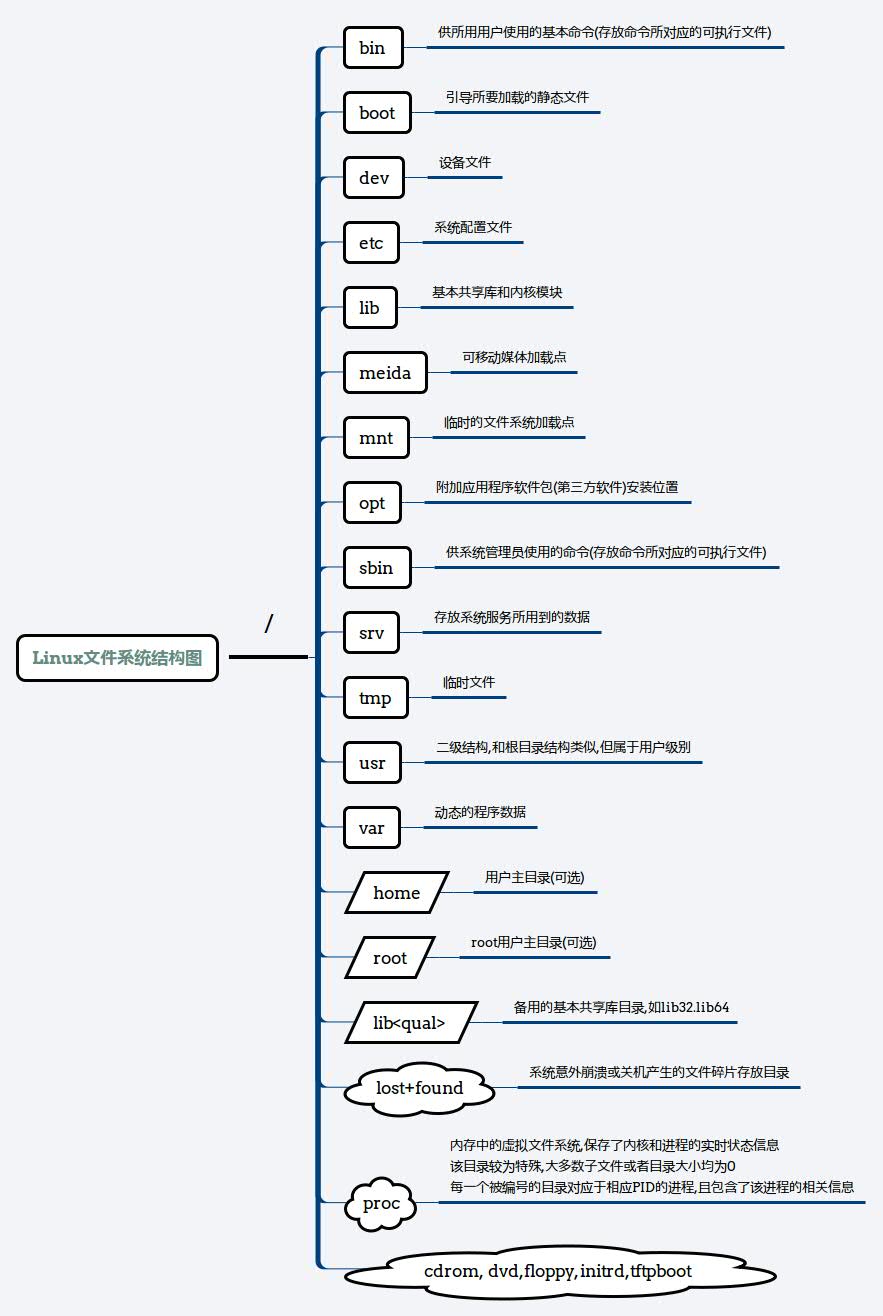 bin
供所用用户使用的基本命令(存放命令所对应的可执行文件)
boot
引导所要加载的静态文件
dev
设备文件
etc
系统配置文件
lib
基本共享库和内核模块
meida
可移动媒体加载点
mnt
临时的文件系统加载点
opt
附加应用程序软件包(第三方软件)安装位置
sbin
供系统管理员使用的命令(存放命令所对应的可执行文件)
srv
存放系统服务所用到的数据
/
Linux文件系统结构图
tmp
临时文件
usr
二级结构,和根目录结构类似,但属于用户级别
var
动态的程序数据
home
用户主目录(可选)
root
root用户主目录(可选)
lib<qual>
备用的基本共享库目录,如lib32.lib64
lost+found
系统意外崩溃或关机产生的文件碎片存放目录
proc
内存中的虚拟文件系统,保存了内核和进程的实时状态信息
该目录较为特殊,大多数子文件或者目录大小均为0
每一个被编号的目录对应于相应PID的进程,且包含了该进程的相关信息
cdrom, dvd,floppy,initrd,tftpboot